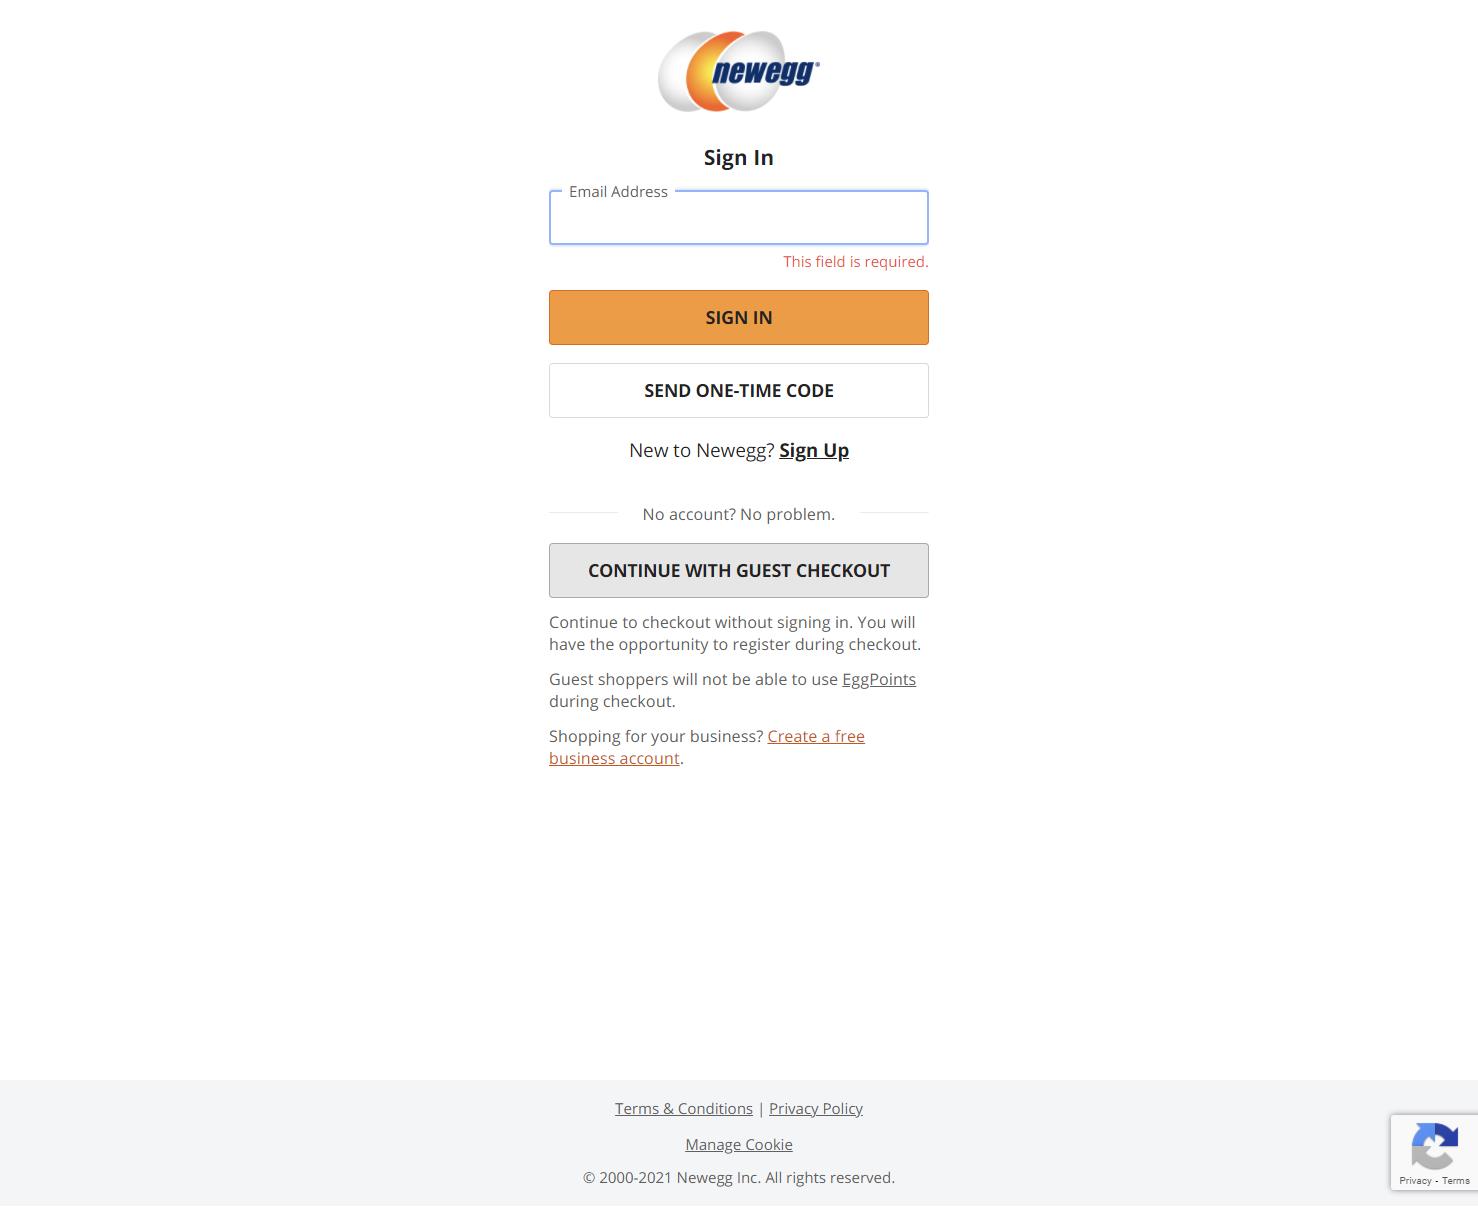 newegg
Sign In
Email Address
This field is required.
SIGN IN
SEND ONE-TIME CODE
New to Newegg? Sign Up
No account? No problem.
CONTINUE WITH GUEST CHECKOUT
Continue to checkout without signing in. You will
have the opportunity to register during checkout.
Guest shoppers will not be able to use EggPoints
during checkout.
Shopping for your business? Create a free
business account.
Terms & Conditions | Privacy Policy
Manage Cookie
© 2000-2021 Newegg Inc. All rights reserved.
Privacy - Terms